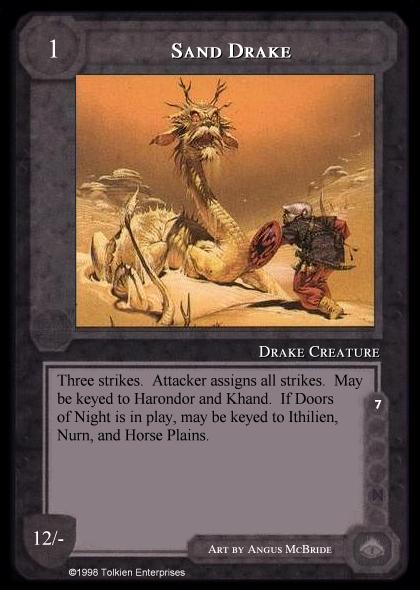 1
SAND DRAKE
DRAKE CREATURE
Three strikes. Attacker assigns all strikes. May
be keyed to Harondor and Khand. If Doors
of Night is in play, may be keyed to Ithilien,
Nurn, and Horse Plains.
7
N
12/-
ART BY ANGUS MCBRIDE
©1998 Tolkien Enterprises